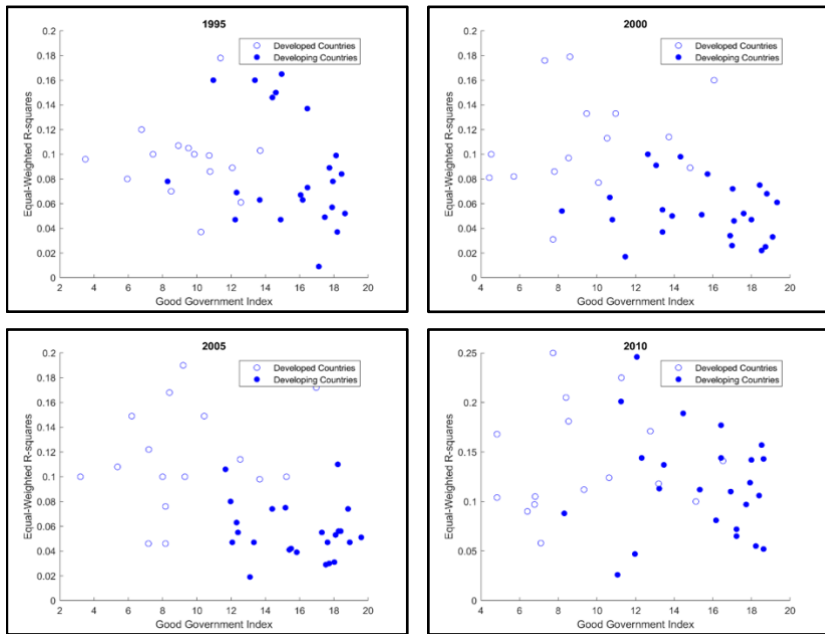 1995
0.2
Developed Countries
0.18
Developing Countries
0.16
0.14
0.12
0.1
0.08
0.06
0.04
0.02
0
2 4 6 8 10 12 14 16 18 20
Equal-Weighted R-squares
Good Government Index
2000
0.2
Developed Countries
0.18
Developing Countries
0.16
0.14
0.12
0.1
0.08
0.06
0.04
0.02
0
4 6 8 10 12 14 16 18 20
Equal-Weighted R-squares
Good Government Index
2005
0.2
Developed Countries
0.18
Developing Countries
0.16
0.14
0.12
0.1
0.08
0.06
0.04
0.02
0
2 4 6 8 10 12 14 16 18 20
Equal-Weighted R-squares
Good Government Index
2010
0.25
Developed Countries
Developing Countries
0.2
0.15
0.1
0.05
0
4 6 8 10 12 14 16 18 20
Equal-Weighted R-squares
Good Government Index